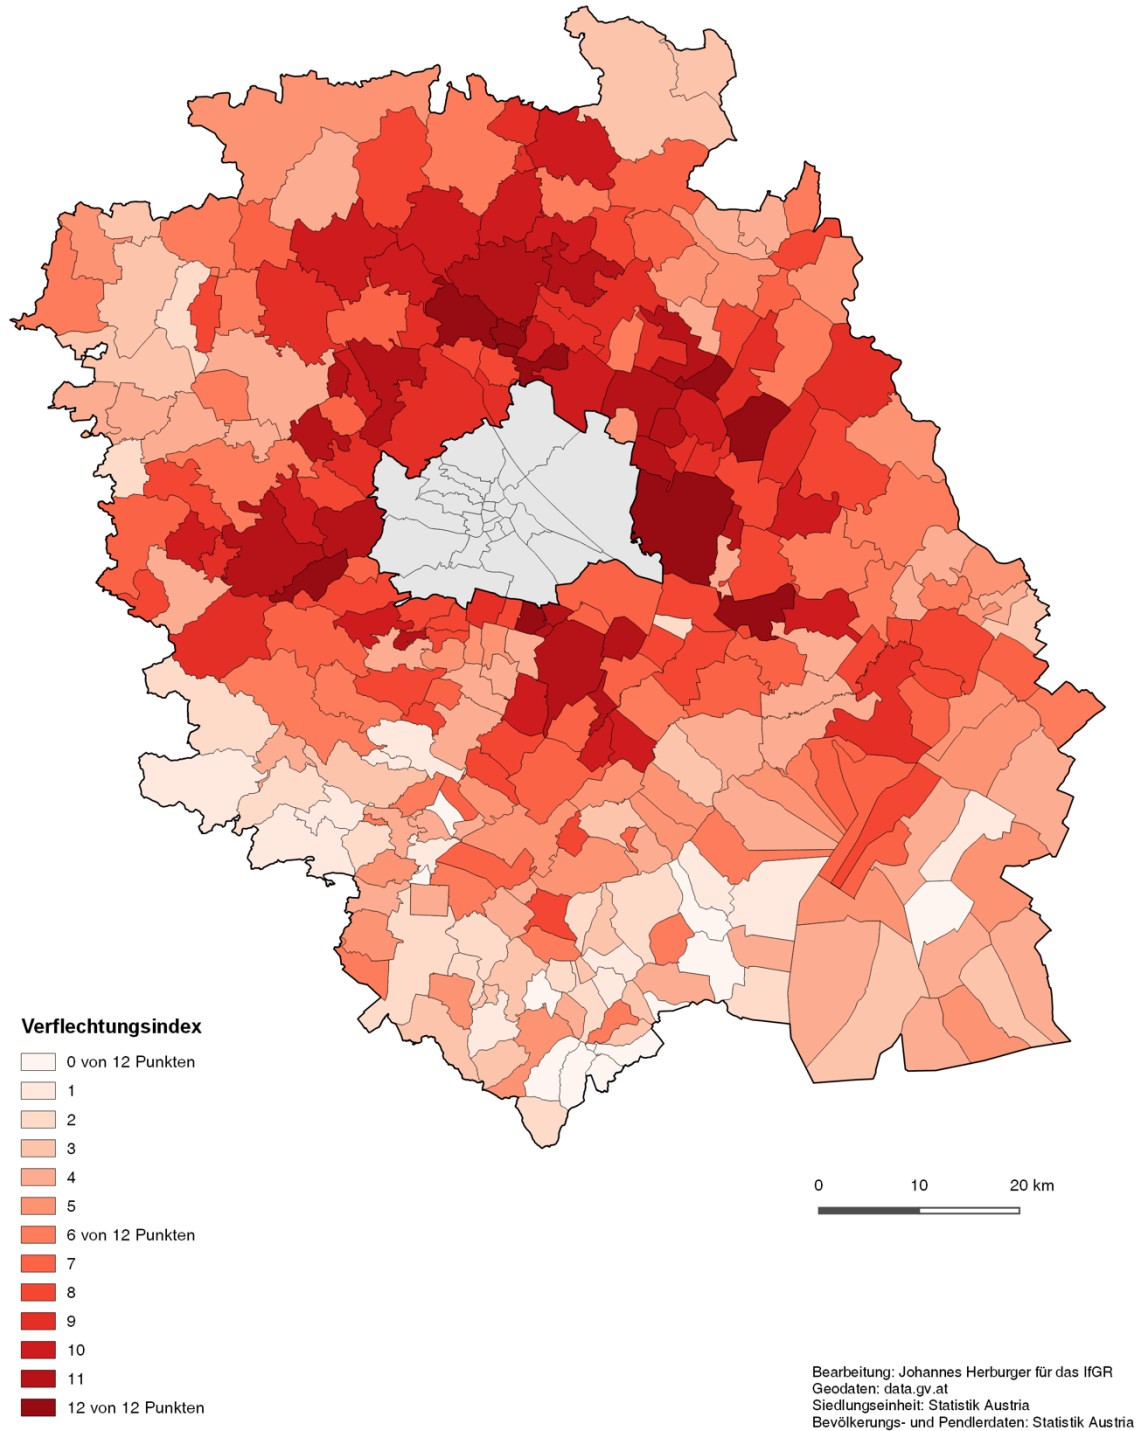 Verflechtungsindex
0 von 12 Punkten
1
2
3
4
5
6 von 12 Punkten
7
8
9
10
11
12 von 12 Punkten
0 10 20 km
Bearbeitung: Johannes Herburger für das IfGR
Geodaten: data.gv.at
Siedlungseinheit: Statistik Austria
Bevölkerungs- und Pendlerdaten: Statistik Austria